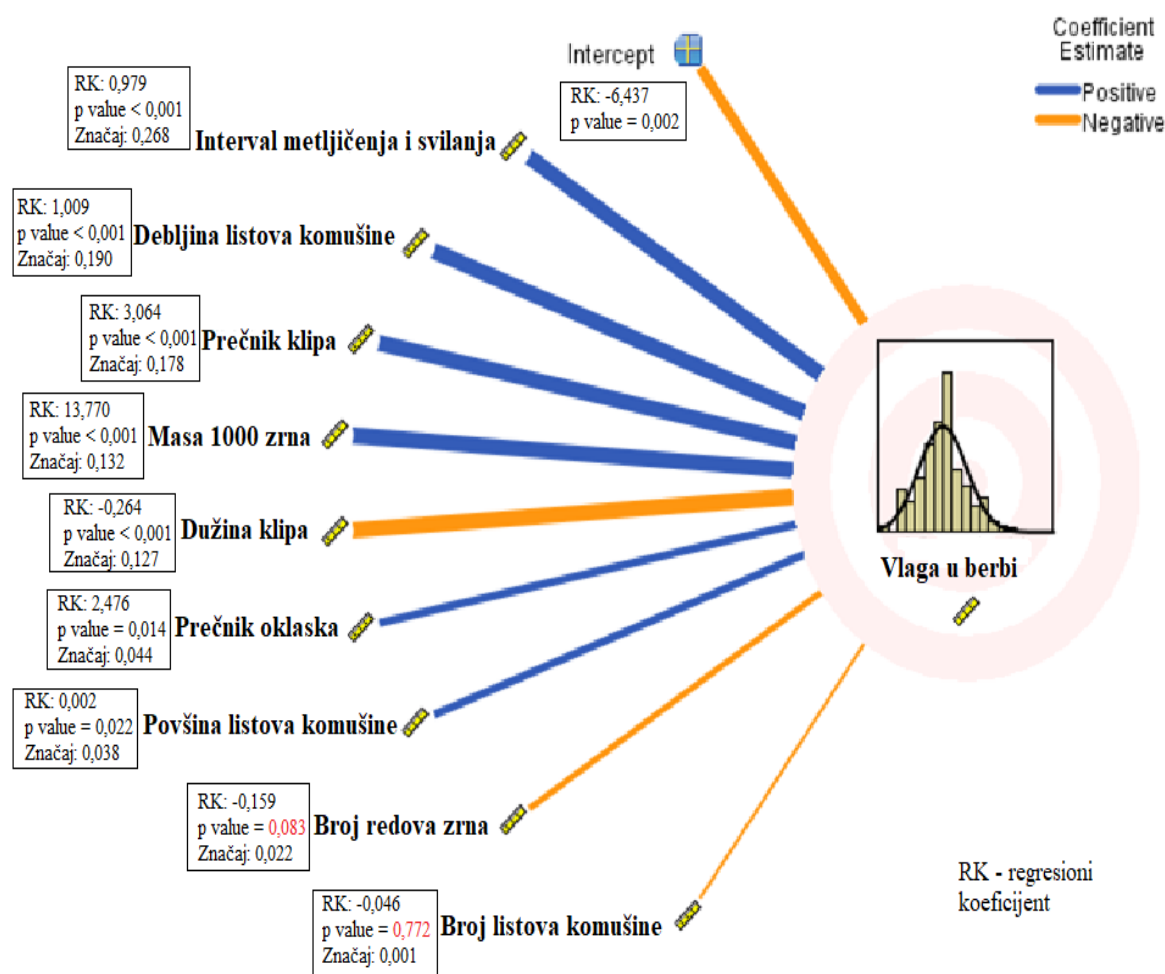 Coefficient
Estimate
Positive
Negative
Intercept
RK: -6,437
p value = 0,002
RK: 0,979
p value < 0,001
Značaj: 0,268
Interval metljičenja i svilanja
RK: 1,009
p value < 0,001
Značaj: 0,190
Debljina listova komušine
RK: 3,064
p value < 0,001
Značaj: 0,178
Prečnik klipa
RK: 13,770
p value < 0,001
Značaj: 0,132
Masa 1000 zrna
RK: -0,264
p value < 0,001
Značaj: 0,127
Dužina klipa
RK: 2,476
p value = 0,014
Značaj: 0,044
Prečnik oklaska
RK: 0,002
p value = 0,022
Značaj: 0,038
Povšina listova komušine
RK: -0,159
p value = 0,083
Značaj: 0,022
Broj redova zrna
RK: -0,046
p value = 0,772
Značaj: 0,001
Broj listova komušine
Vlaga u berbi
RK - regresioni
koeficijent